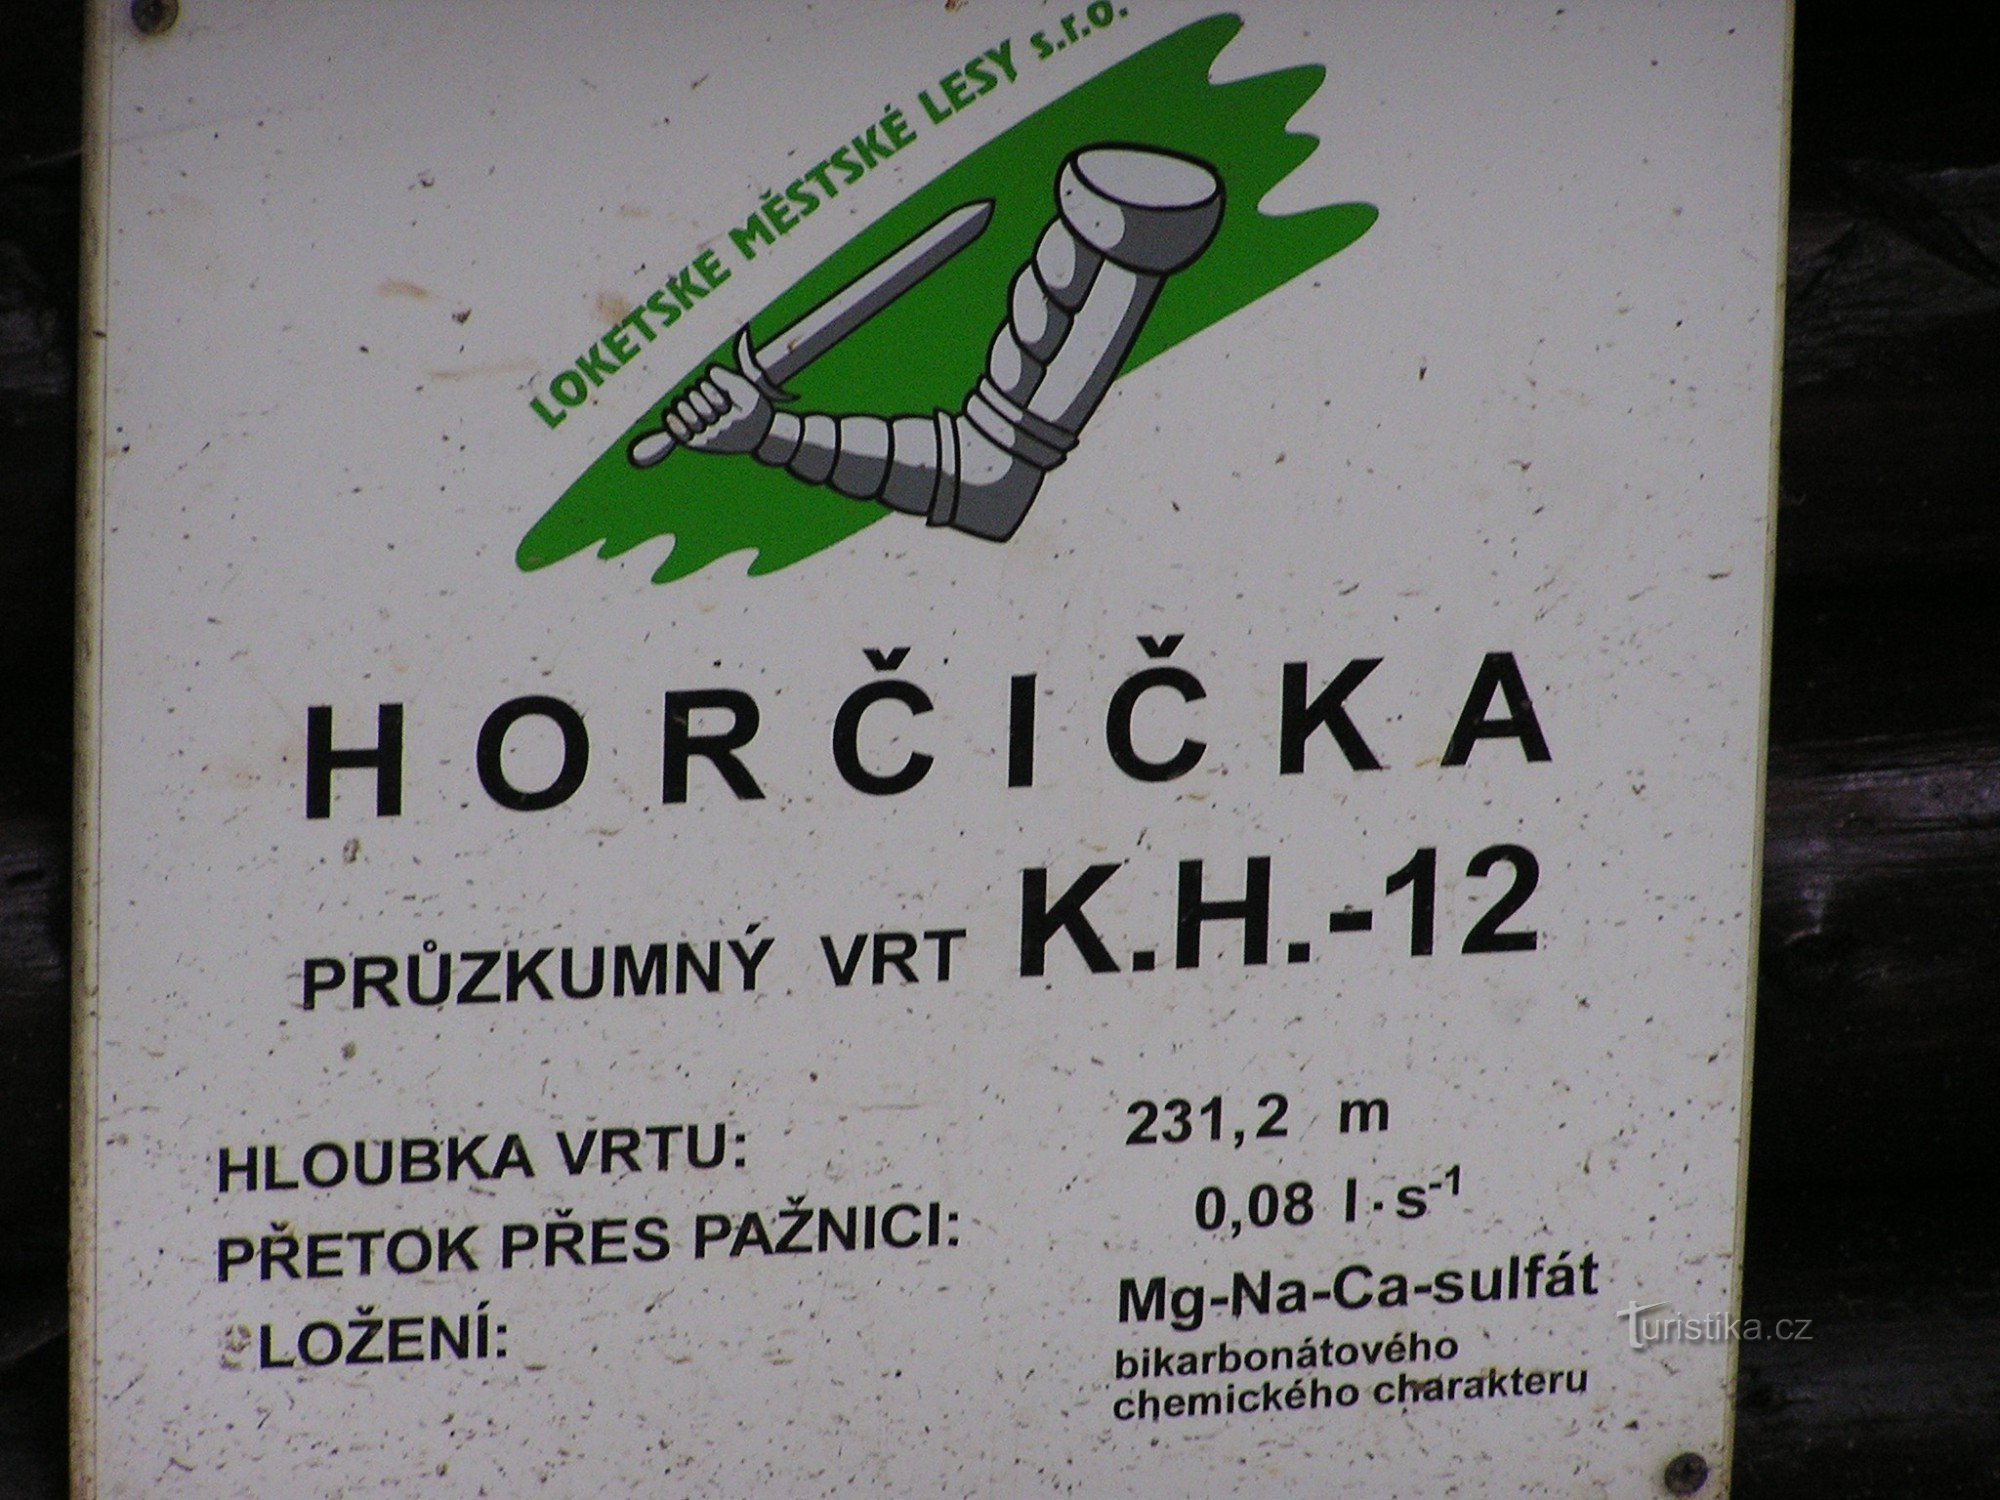 LOKETSKÉ MĚSTSKÉ LESY s.r.o.
HORČIČKA
PRŮZKUMNÝ VRT K.H.-12
HLOUBKA VRTU: 231,2 m
PŘETOK PŘES PAŽNICI: 0,08 l·s⁻¹
LOŽENÍ: Mg-Na-Ca-sulfát
bikarbonátového
chemického charakteru
Turistika.cz